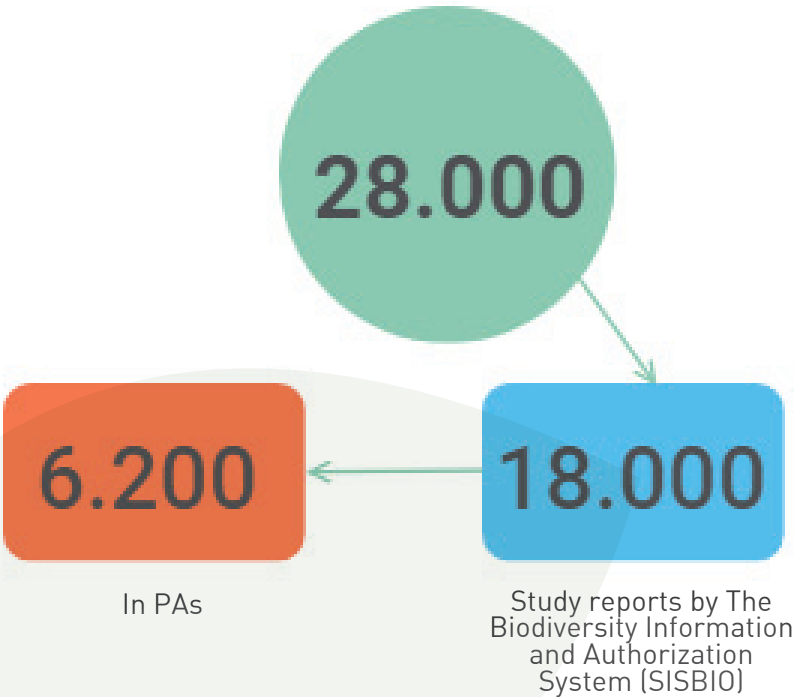 28.000
6.200
18.000
In PAs
Study reports by The
Biodiversity Information
and Authorization
System (SISBIO)